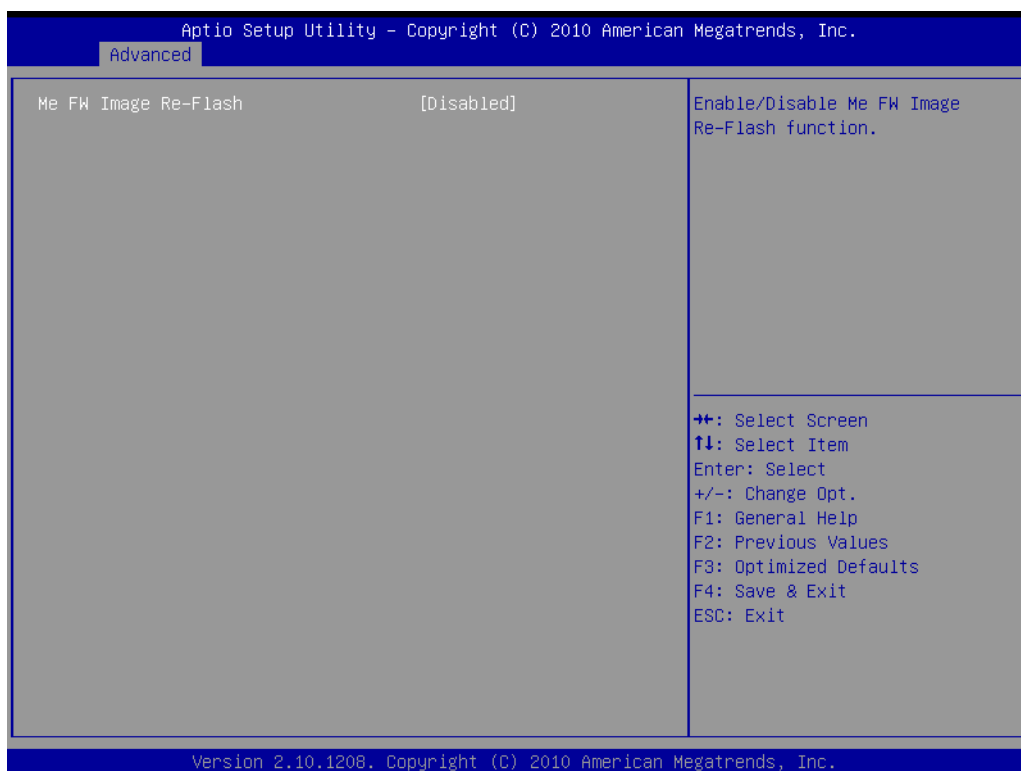 Aptio Setup Utility – Copyright (C) 2010 American Megatrends, Inc.
Advanced
Me FW Image Re-Flash [Disabled]
Enable/Disable Me FW Image
Re-Flash function.
→←: Select Screen
↑↓: Select Item
Enter: Select
+/-: Change Opt.
F1: General Help
F2: Previous Values
F3: Optimized Defaults
F4: Save & Exit
ESC: Exit
Version 2.10.1208. Copyright (C) 2010 American Megatrends, Inc.